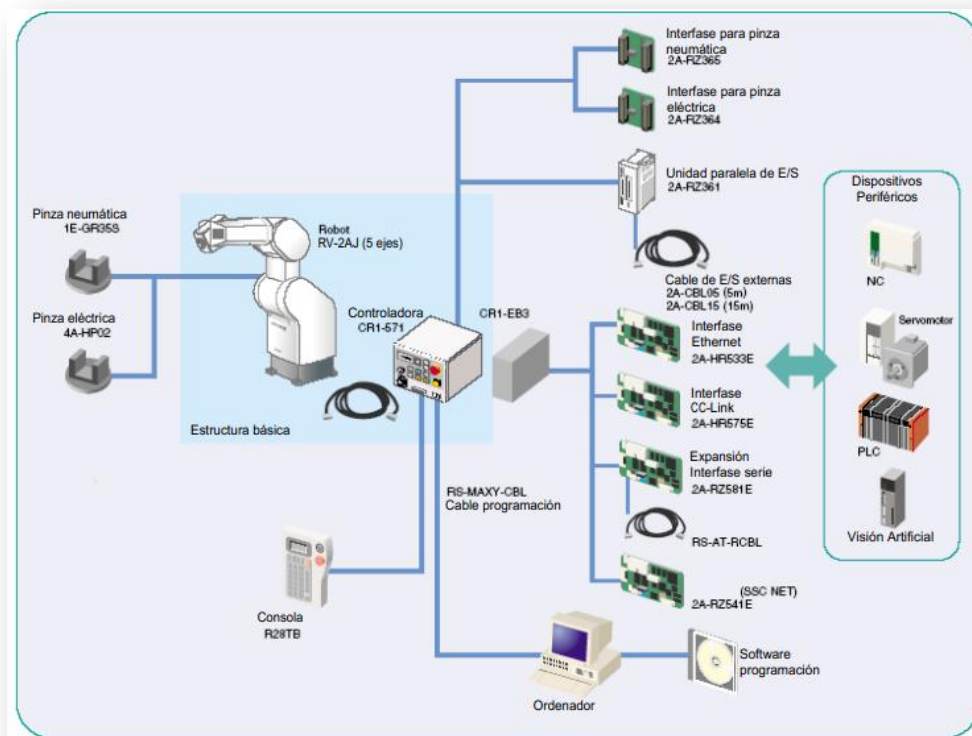 Interfase para pinza
neumática
2A-RZ365
Interfase para pinza
eléctrica
2A-RZ364
Unidad paralela de E/S
2A-RZ361
Cable de E/S externas
2A-CBL05 (5m)
2A-CBL15 (15m)
Pinza neumática
1E-GR35S
Pinza eléctrica
4A-HP02
Robot
RV-2AJ (5 ejes)
Controladora
CR1-571
Estructura básica
CR1-EB3
Interfase
Ethernet
2A-HR533E
Interfase
CC-Link
2A-HR575E
Expansión
Interfase serie
2A-RZ581E
RS-AT-RCBL
(SSC NET)
2A-RZ541E
Dispositivos
Periféricos
NC
Servomotor
PLC
Visión Artificial
RS-MAXY-CBL
Cable programación
Consola
R28TB
Ordenador
Software
programación